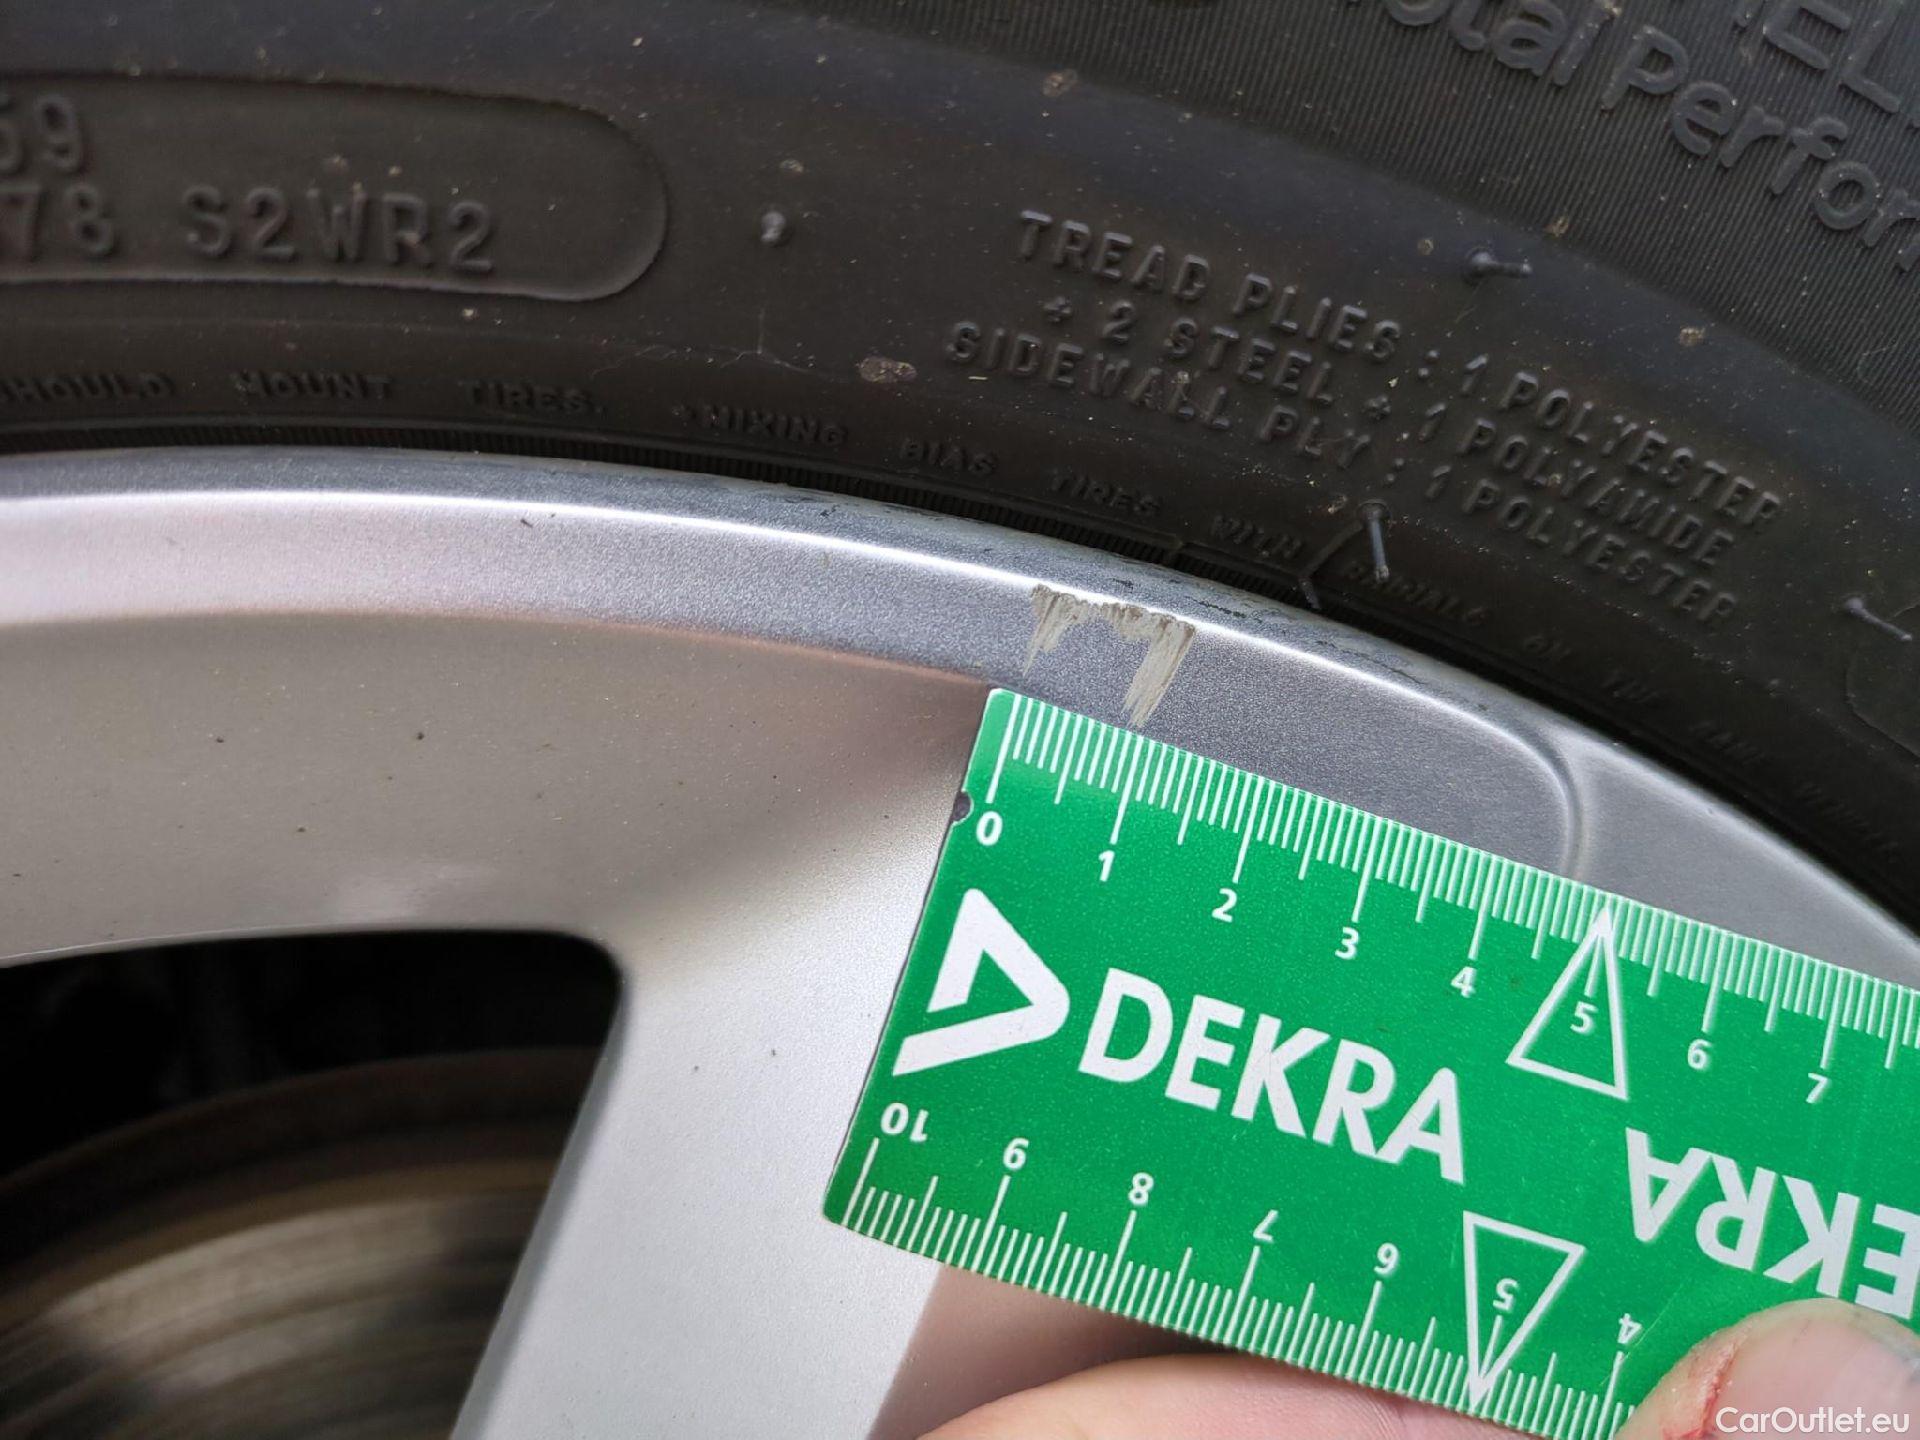 Total Perfor
59
78 S2WR2
TREAD PLIES : 1 POLYESTER
+ 2 STEEL + 1 POLYAMIDE
SIDEWALL PLY : 1 POLYESTER
SHOULD MOUNT TIRES. MIXING BIAS TIRES WITH RADIALS
0 1 2 3 4 5 6 7
DEKRA
DEKRA
10 9 8 7 6 5 4
CarOutlet.eu